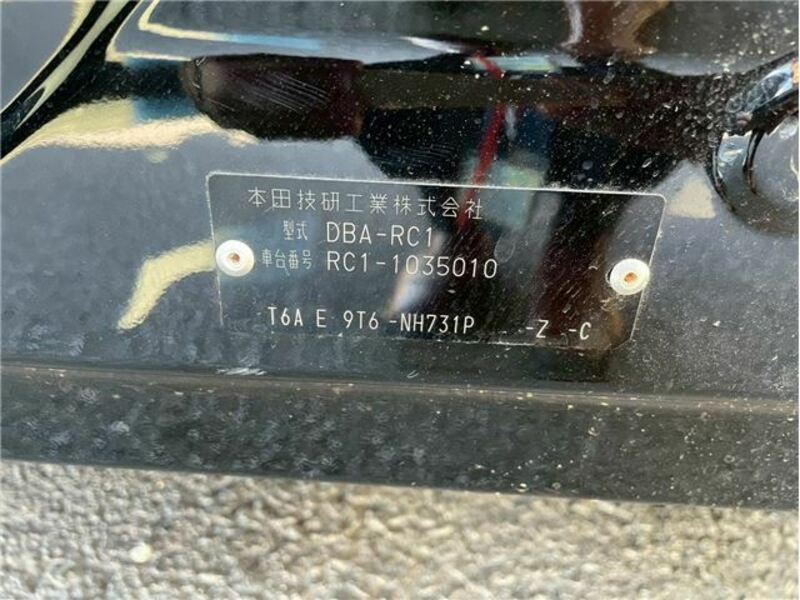 本田技研工業株式会社
型式 DBA-RC1
車台番号 RC1-1035010
T6A E 9T6 -NH731P -Z -C